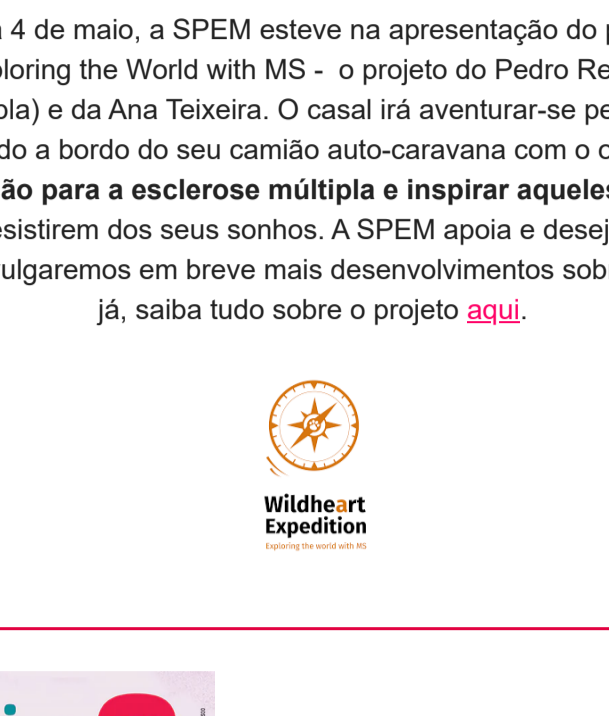 4 de maio, a SPEM esteve na apresentação do
loring the World with MS - o projeto do Pedro Re
ola) e da Ana Teixeira. O casal irá aventurar-se pe
do a bordo do seu camião auto-caravana com o o
ão para a esclerose múltipla e inspirar aqueles
esistirem dos seus sonhos. A SPEM apoia e desej
ulgaremos em breve mais desenvolvimentos sob
já, saiba tudo sobre o projeto aqui.
Wildheart
Expedition
Exploring the world with MS